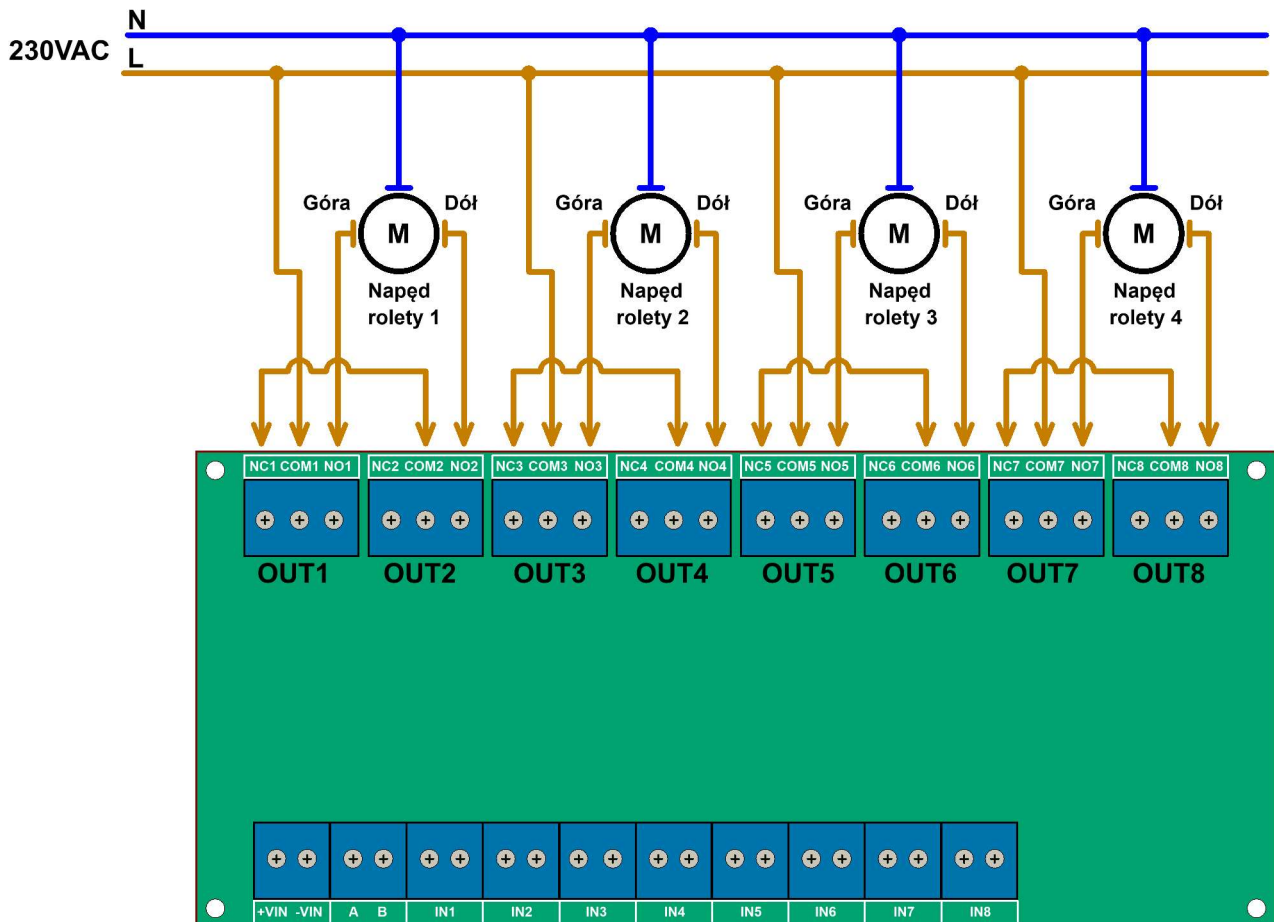 N
230VAC
L
Góra M Dół
Napęd
rolety 1
Góra M Dół
Napęd
rolety 2
Góra M Dół
Napęd
rolety 3
Góra M Dół
Napęd
rolety 4
NC1 COM1 NO1
NC2 COM2 NO2
NC3 COM3 NO3
NC4 COM4 NO4
NC5 COM5 NO5
NC6 COM6 NO6
NC7 COM7 NO7
NC8 COM8 NO8
OUT1
OUT2
OUT3
OUT4
OUT5
OUT6
OUT7
OUT8
+VIN -VIN
A B
IN1
IN2
IN3
IN4
IN5
IN6
IN7
IN8